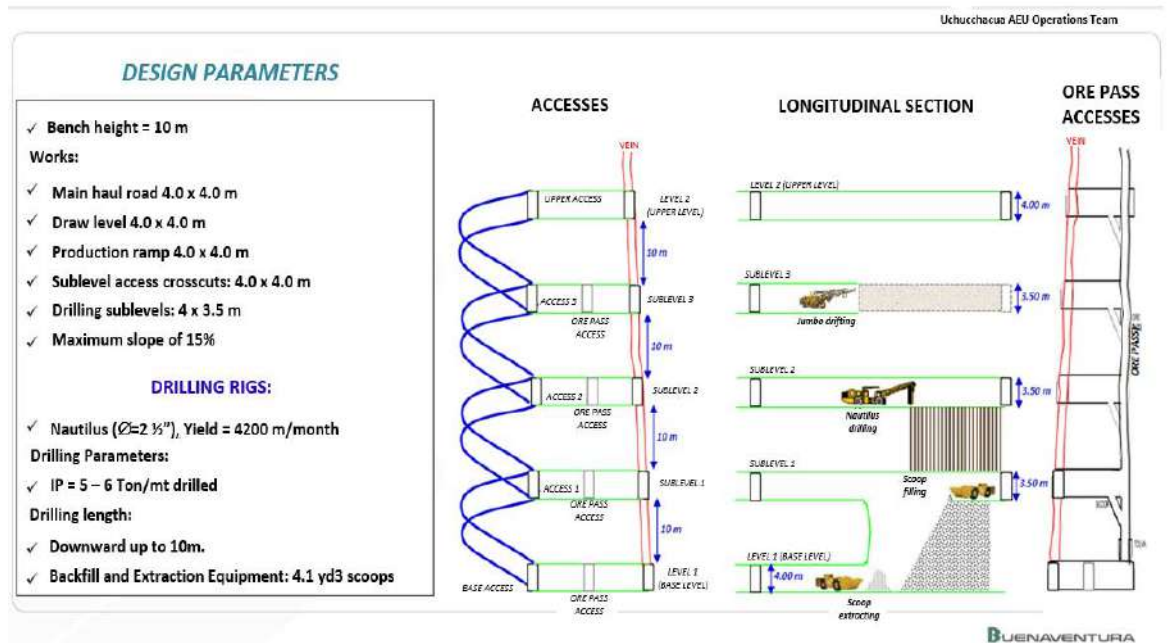 Uchucchacua AEU Operations Team
DESIGN PARAMETERS
✓ Bench height = 10 m
Works:
✓ Main haul road 4.0 x 4.0 m
✓ Draw level 4.0 x 4.0 m
✓ Production ramp 4.0 x 4.0 m
✓ Sublevel access crosscuts: 4.0 x 4.0 m
✓ Drilling sublevels: 4 x 3.5 m
✓ Maximum slope of 15%
DRILLING RIGS:
✓ Nautilus (Ø=2 ½"), Yield = 4200 m/month
Drilling Parameters:
✓ IP = 5 – 6 Ton/mt drilled
Drilling length:
✓ Downward up to 10m.
✓ Backfill and Extraction Equipment: 4.1 yd3 scoops
ACCESSES
VEIN
UPPER ACCESS
LEVEL 2
(UPPER LEVEL)
10 m
ACCESS 3
SUBLEVEL 3
ORE PASS
ACCESS
10 m
ACCESS 2
SUBLEVEL 2
ORE PASS
ACCESS
10 m
ACCESS 1
SUBLEVEL 1
ORE PASS
ACCESS
10 m
BASE ACCESS
LEVEL 1
(BASE LEVEL)
ORE PASS
ACCESS
LONGITUDINAL SECTION
LEVEL 2 (UPPER LEVEL)
4.00 m
SUBLEVEL 3
3.50 m
Jumbo drifting
SUBLEVEL 2
3.50 m
Nautilus
drilling
SUBLEVEL 1
Scoop
filling
3.50 m
LEVEL 1 (BASE LEVEL)
4.00 m
Scoop
extracting
ORE PASS
ACCESSES
VEIN
BUENAVENTURA